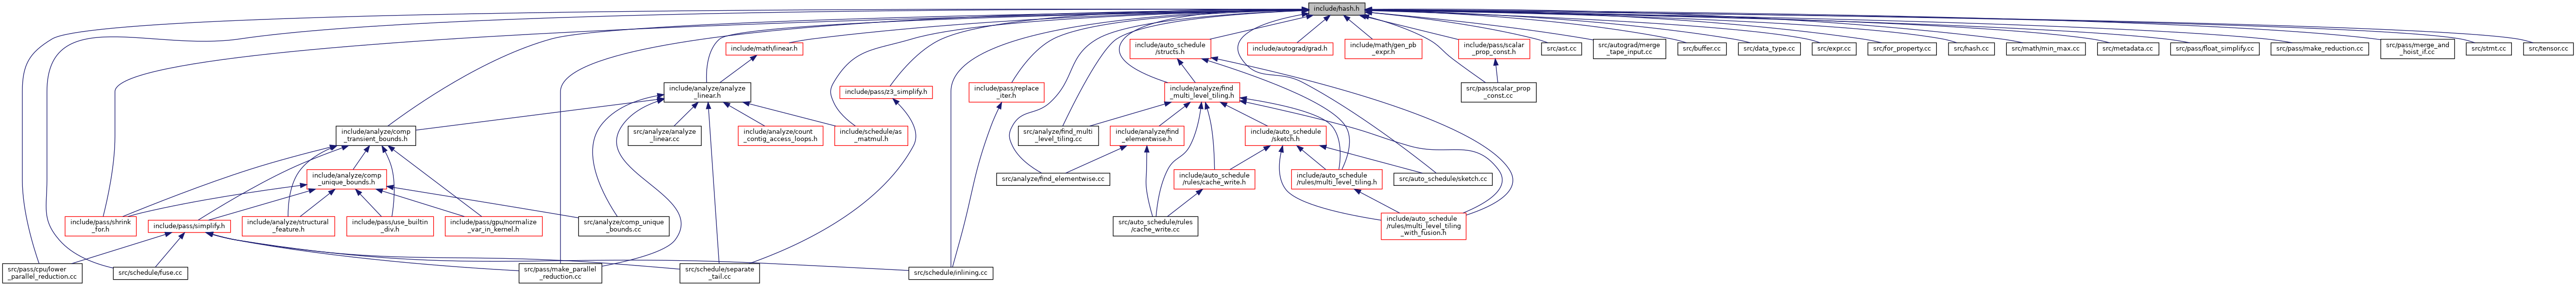 include/hash.h
include/math/linear.h
include/auto_schedule
/structs.h
include/autograd/grad.h
include/math/gen_pb
_expr.h
include/pass/scalar
_prop_const.h
src/ast.cc
src/autograd/merge
_tape_input.cc
src/buffer.cc
src/data_type.cc
src/expr.cc
src/for_property.cc
src/hash.cc
src/math/min_max.cc
src/metadata.cc
src/pass/float_simplify.cc
src/pass/make_reduction.cc
src/pass/merge_and
_hoist_if.cc
src/stmt.cc
src/tensor.cc
include/analyze/analyze
_linear.h
include/pass/z3_simplify.h
include/pass/replace
_iter.h
include/analyze/find
_multi_level_tiling.h
src/pass/scalar_prop
_const.cc
include/analyze/comp
_transient_bounds.h
src/analyze/analyze
_linear.cc
include/analyze/count
_contig_access_loops.h
include/schedule/as
_matmul.h
src/analyze/find_multi
_level_tiling.cc
include/analyze/find
_elementwise.h
include/auto_schedule
/sketch.h
include/analyze/comp
_unique_bounds.h
src/analyze/find_elementwise.cc
include/auto_schedule
/rules/cache_write.h
include/auto_schedule
/rules/multi_level_tiling.h
src/auto_schedule/sketch.cc
include/pass/shrink
_for.h
include/pass/simplify.h
include/analyze/structural
_feature.h
include/pass/use_builtin
_div.h
include/pass/gpu/normalize
_var_in_kernel.h
src/analyze/comp_unique
_bounds.cc
src/auto_schedule/rules
/cache_write.cc
include/auto_schedule
/rules/multi_level_tiling
_with_fusion.h
src/pass/cpu/lower
_parallel_reduction.cc
src/schedule/fuse.cc
src/pass/make_parallel
_reduction.cc
src/schedule/separate
_tail.cc
src/schedule/inlining.cc